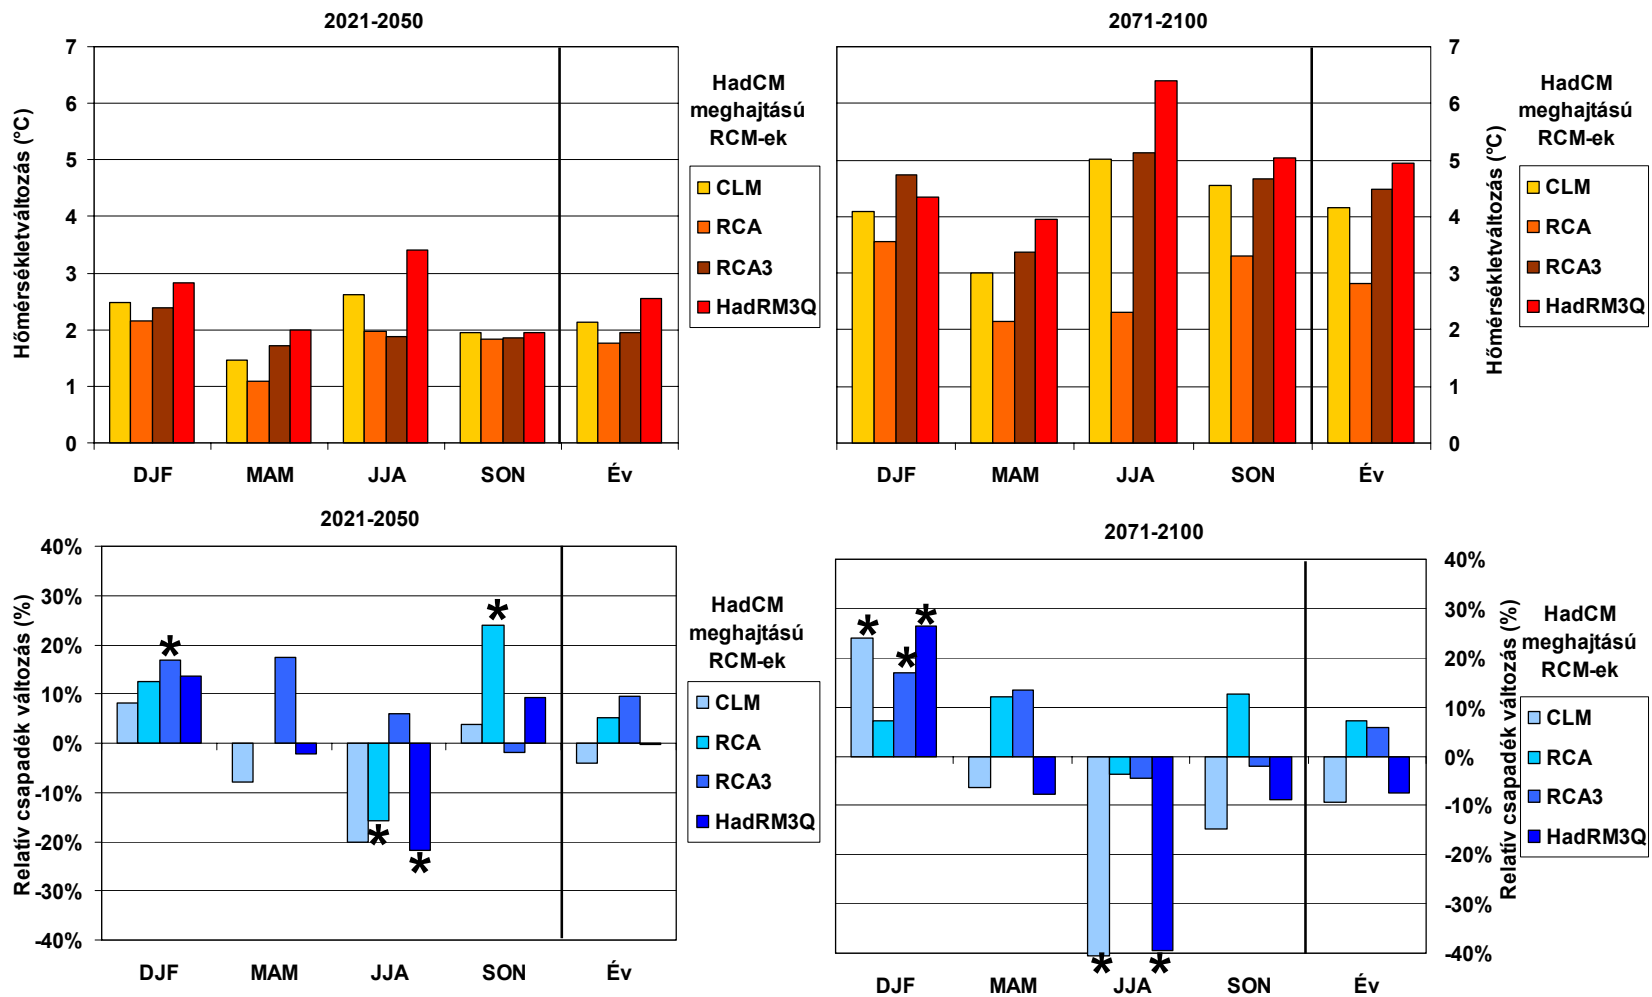 2021-2050
7
6
5
4
3
2
1
0
Hőmérsékletváltozás (°C)
DJF MAM JJA SON Év
HadCM
meghajtású
RCM-ek
CLM
RCA
RCA3
HadRM3Q
2071-2100
7
6
5
4
3
2
1
0
Hőmérsékletváltozás (°C)
DJF MAM JJA SON Év
HadCM
meghajtású
RCM-ek
CLM
RCA
RCA3
HadRM3Q
2021-2050
40%
30%
20%
10%
0%
-10%
-20%
-30%
-40%
Relatív csapadék változás (%)
* * * *
DJF MAM JJA SON Év
HadCM
meghajtású
RCM-ek
CLM
RCA
RCA3
HadRM3Q
2071-2100
40%
30%
20%
10%
0%
-10%
-20%
-30%
-40%
Relatív csapadék változás (%)
* * * * *
DJF MAM JJA SON Év
HadCM
meghajtású
RCM-ek
CLM
RCA
RCA3
HadRM3Q